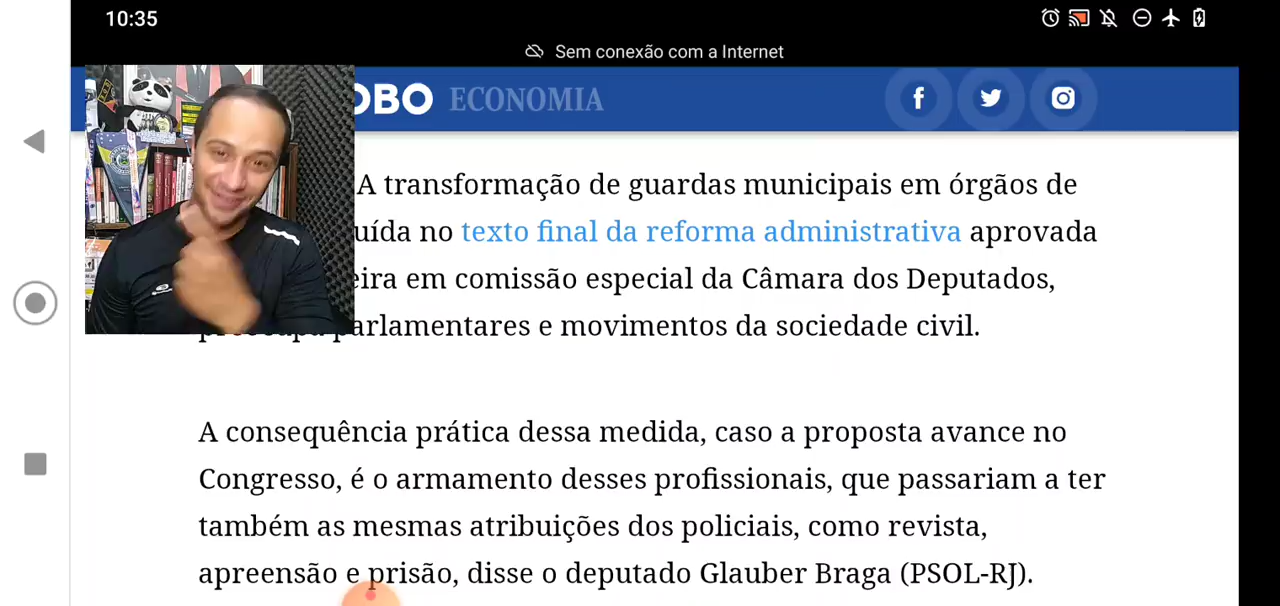 10:35
Sem conexão com a Internet
OBO ECONOMIA
A transformação de guardas municipais em órgãos de
uída no texto final da reforma administrativa aprovada
eira em comissão especial da Câmara dos Deputados,
parlamentares e movimentos da sociedade civil.
A consequência prática dessa medida, caso a proposta avance no
Congresso, é o armamento desses profissionais, que passariam a ter
também as mesmas atribuições dos policiais, como revista,
apreensão e prisão, disse o deputado Glauber Braga (PSOL-RJ).